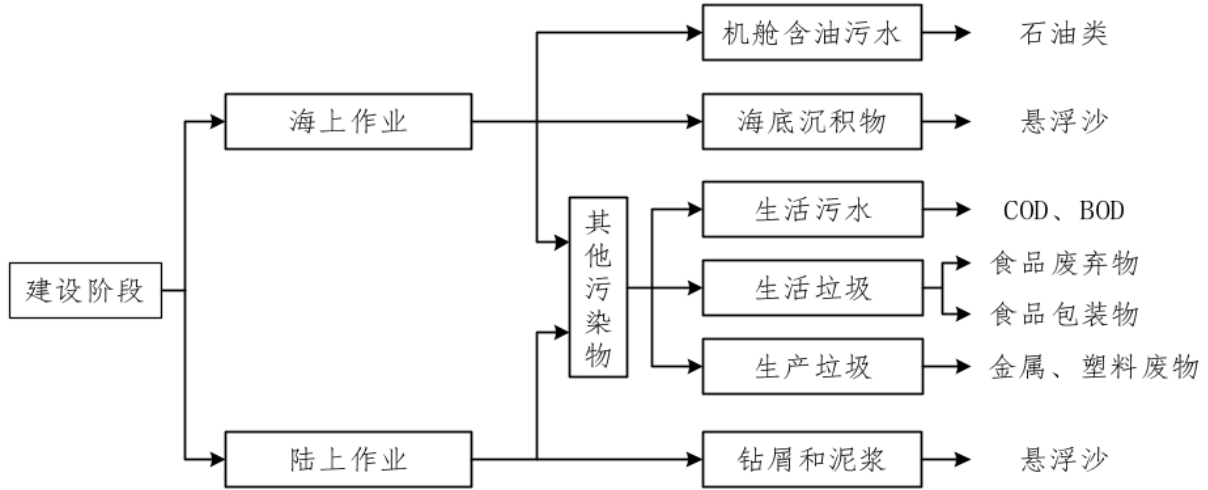 机舱含油污水
石油类
海上作业
海底沉积物
悬浮沙
生活污水
COD、BOD
其他污染物
食品废弃物
建设阶段
生活垃圾
食品包装物
生产垃圾
金属、塑料废物
陆上作业
钻屑和泥浆
悬浮沙